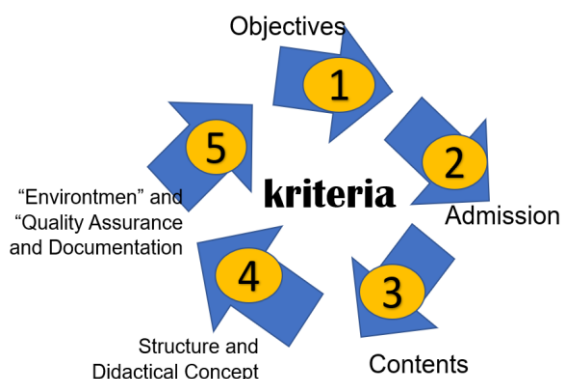 Objectives
1
2
Admission
3
Contents
4
Structure and
Didactical Concept
5
“Environtmen” and
“Quality Assurance
and Documentation
kriteria